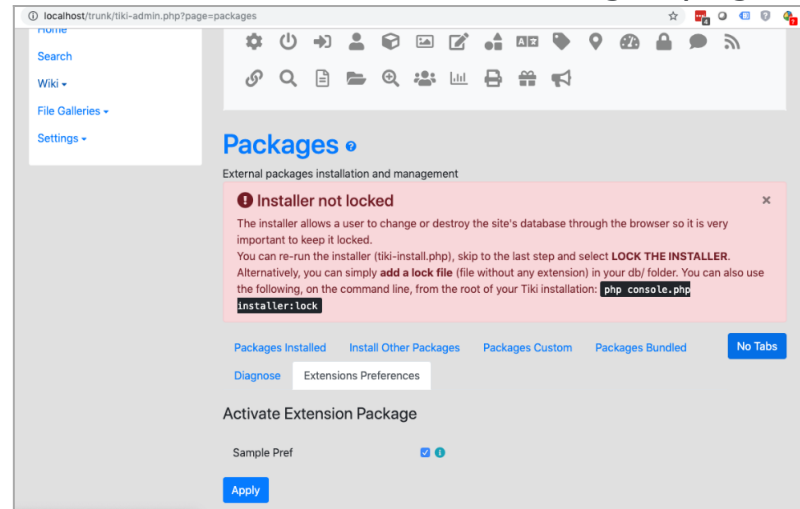 localhost/trunk/tiki-admin.php?page=packages
Home
Search
Wiki
File Galleries
Settings
Packages
External packages installation and management
Installer not locked
The installer allows a user to change or destroy the site's database through the browser so it is very
important to keep it locked.
You can re-run the installer (tiki-install.php), skip to the last step and select LOCK THE INSTALLER.
Alternatively, you can simply add a lock file (file without any extension) in your db/ folder. You can also use
the following, on the command line, from the root of your Tiki installation: php console.php
installer:lock
Packages Installed Install Other Packages Packages Custom Packages Bundled No Tabs
Diagnose Extensions Preferences
Activate Extension Package
Sample Pref
Apply